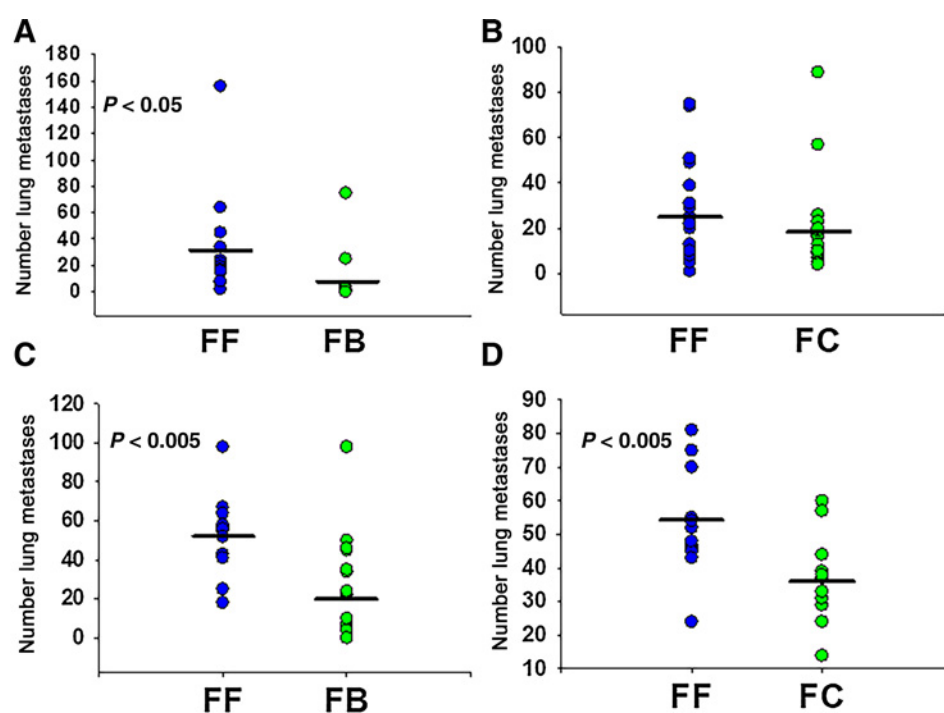 A
Number lung metastases
180
160
140
120
100
80
60
40
20
0
P < 0.05
FF FB
B
Number lung metastases
100
80
60
40
20
0
FF FC
C
Number lung metastases
120
100
80
60
40
20
0
P < 0.005
FF FB
D
Number lung metastases
90
80
70
60
50
40
30
20
10
P < 0.005
FF FC